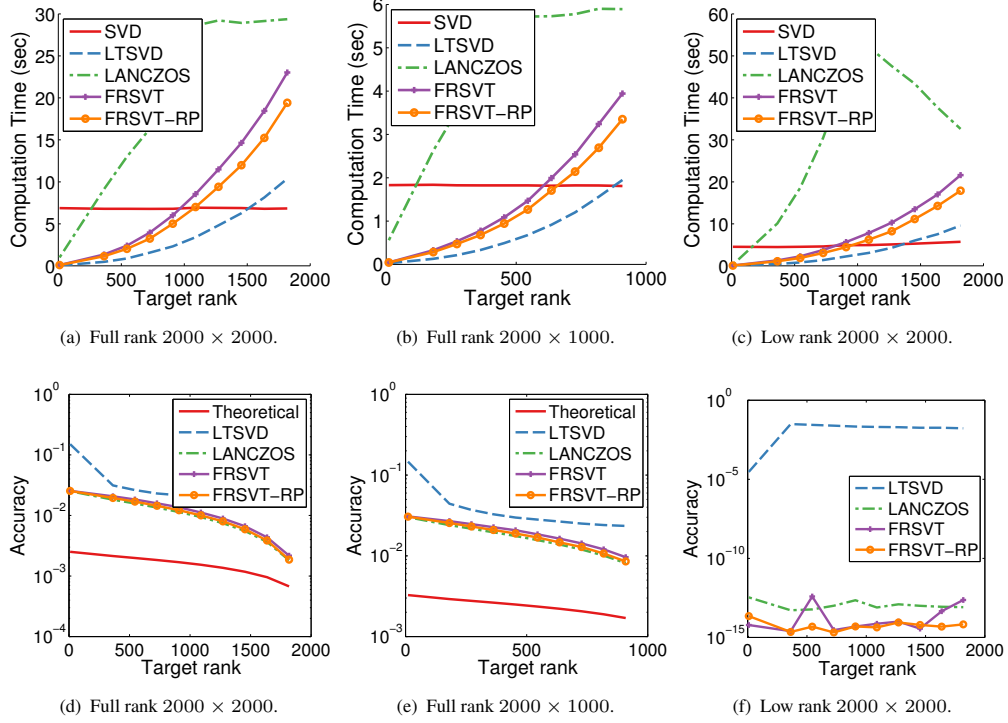 30
25
20
15
10
5
0
Computation Time (sec)
SVD
LTSVD
LANCZOS
FRSVT
FRSVT-RP
0 500 1000 1500 2000
Target rank
(a) Full rank 2000 × 2000.
6
5
4
3
2
1
0
Computation Time (sec)
SVD
LTSVD
LANCZOS
FRSVT
FRSVT-RP
0 500 1000
Target rank
(b) Full rank 2000 × 1000.
60
50
40
30
20
10
0
Computation Time (sec)
SVD
LTSVD
LANCZOS
FRSVT
FRSVT-RP
0 500 1000 1500 2000
Target rank
(c) Low rank 2000 × 2000.
10^0
10^-1
10^-2
10^-3
10^-4
Accuracy
Theoretical
LTSVD
LANCZOS
FRSVT
FRSVT-RP
0 500 1000 1500 2000
Target rank
(d) Full rank 2000 × 2000.
10^0
10^-1
10^-2
10^-3
Accuracy
Theoretical
LTSVD
LANCZOS
FRSVT
FRSVT-RP
0 500 1000
Target rank
(e) Full rank 2000 × 1000.
10^0
10^-5
10^-10
10^-15
Accuracy
LTSVD
LANCZOS
FRSVT
FRSVT-RP
0 500 1000 1500 2000
Target rank
(f) Low rank 2000 × 2000.